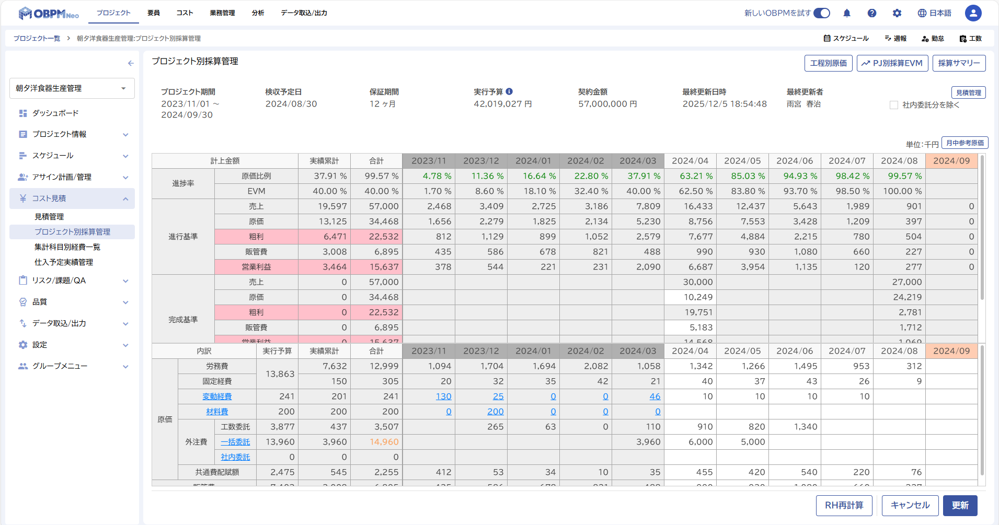 OBPM Neo プロジェクト 要員 コスト 業務管理 分析 データ取込/出力 新しいOBPMを試す 日本語
プロジェクト一覧 > 朝夕洋食器生産管理:プロジェクト別採算管理 スケジュール 週報 勤怠 工数
朝夕洋食器生産管理
ダッシュボード
プロジェクト情報
スケジュール
アサイン計画/管理
コスト見積
見積管理
プロジェクト別採算管理
集計科目別経費一覧
仕入予定実績管理
リスク/課題/QA
品質
データ取込/出力
設定
グループメニュー
プロジェクト別採算管理 工程別原価 PJ別採算EVM 採算サマリー
プロジェクト期間 検収予定日 保証期間 実行予算 契約金額 最終更新日時 最終更新者 見積管理
2023/11/01 ～ 2024/08/30 12 ヶ月 42,019,027 円 57,000,000 円 2025/12/5 18:54:48 雨宮 春治 社内委託分を除く
2024/09/30
単位:千円 月中参考原価
計上金額 実績累計 合計 2023/11 2023/12 2024/01 2024/02 2024/03 2024/04 2024/05 2024/06 2024/07 2024/08 2024/09
進捗率 原価比例 37.91 % 99.57 % 4.78 % 11.36 % 16.64 % 22.80 % 37.91 % 63.21 % 85.03 % 94.93 % 98.42 % 99.57 %
EVM 40.00 % 40.00 % 1.70 % 8.60 % 18.10 % 32.40 % 40.00 % 62.50 % 83.80 % 93.70 % 98.50 % 100.00 %
進行基準 売上 19,597 57,000 2,468 3,409 2,725 3,186 7,809 16,433 12,437 5,643 1,989 901 0
原価 13,125 34,468 1,656 2,279 1,825 2,134 5,230 8,756 7,553 3,428 1,209 397 0
粗利 6,471 22,532 812 1,129 899 1,052 2,579 7,677 4,884 2,215 780 504 0
販管費 3,008 6,895 435 586 678 821 488 990 930 1,080 660 227 0
営業利益 3,464 15,637 378 544 221 231 2,090 6,687 3,954 1,135 120 277 0
完成基準 売上 0 57,000 30,000 27,000
原価 0 34,468 10,249 24,219
粗利 0 22,532 19,751 2,781
販管費 0 6,895 5,183 1,712
営業利益 0 15,637 14,568 1,069
内訳 実行予算 実績累計 合計 2023/11 2023/12 2024/01 2024/02 2024/03 2024/04 2024/05 2024/06 2024/07 2024/08 2024/09
原価 労務費 13,863 7,632 12,999 1,094 1,704 1,694 2,082 1,058 1,342 1,266 1,495 953 312
固定経費 150 305 20 32 35 42 21 40 37 43 26 9
変動経費 241 201 241 130 25 0 0 46 10 10 10 10
材料費 200 200 200 0 200 0 0 0
外注費 工数委託 3,877 437 3,507 265 63 0 110 910 820 1,340
一括委託 13,960 3,960 14,960 3,960 6,000 5,000
社内委託 0 0 0
共通費配賦額 2,475 545 2,255 412 53 34 10 35 455 420 540 220 76
RH再計算 キャンセル 更新